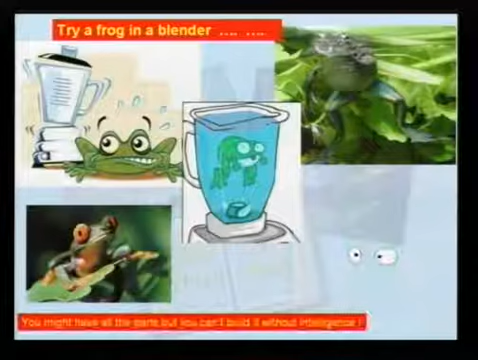 Try a frog in a blender .... ....
You might have all the parts but you can't build it without intelligence !